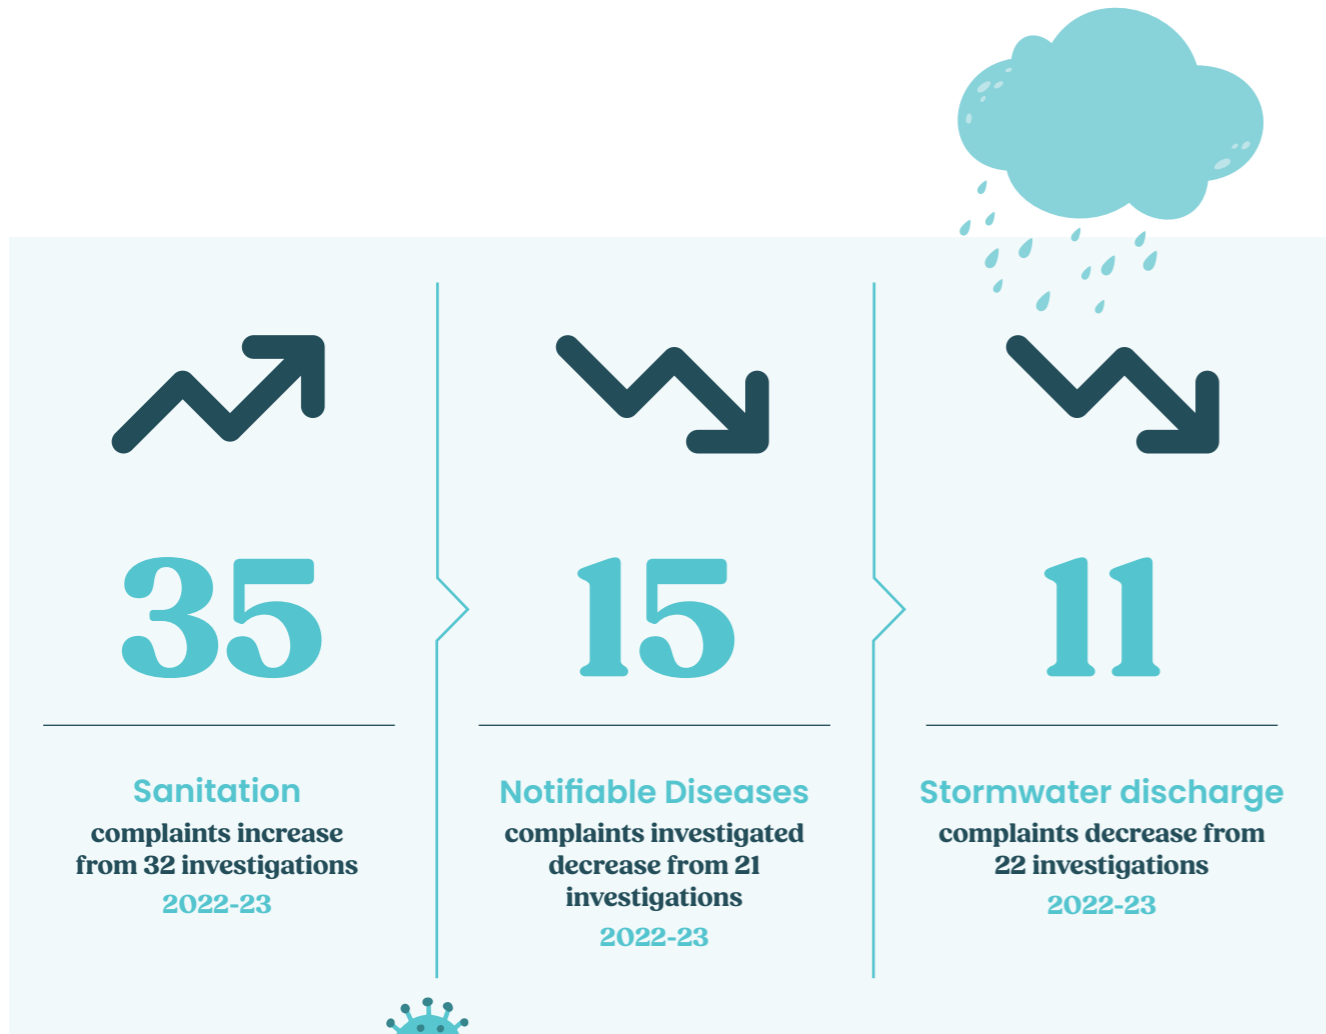 35
Sanitation
complaints increase
from 32 investigations
2022-23
15
Notifiable Diseases
complaints investigated
decrease from 21
investigations
2022-23
11
Stormwater discharge
complaints decrease from
22 investigations
2022-23